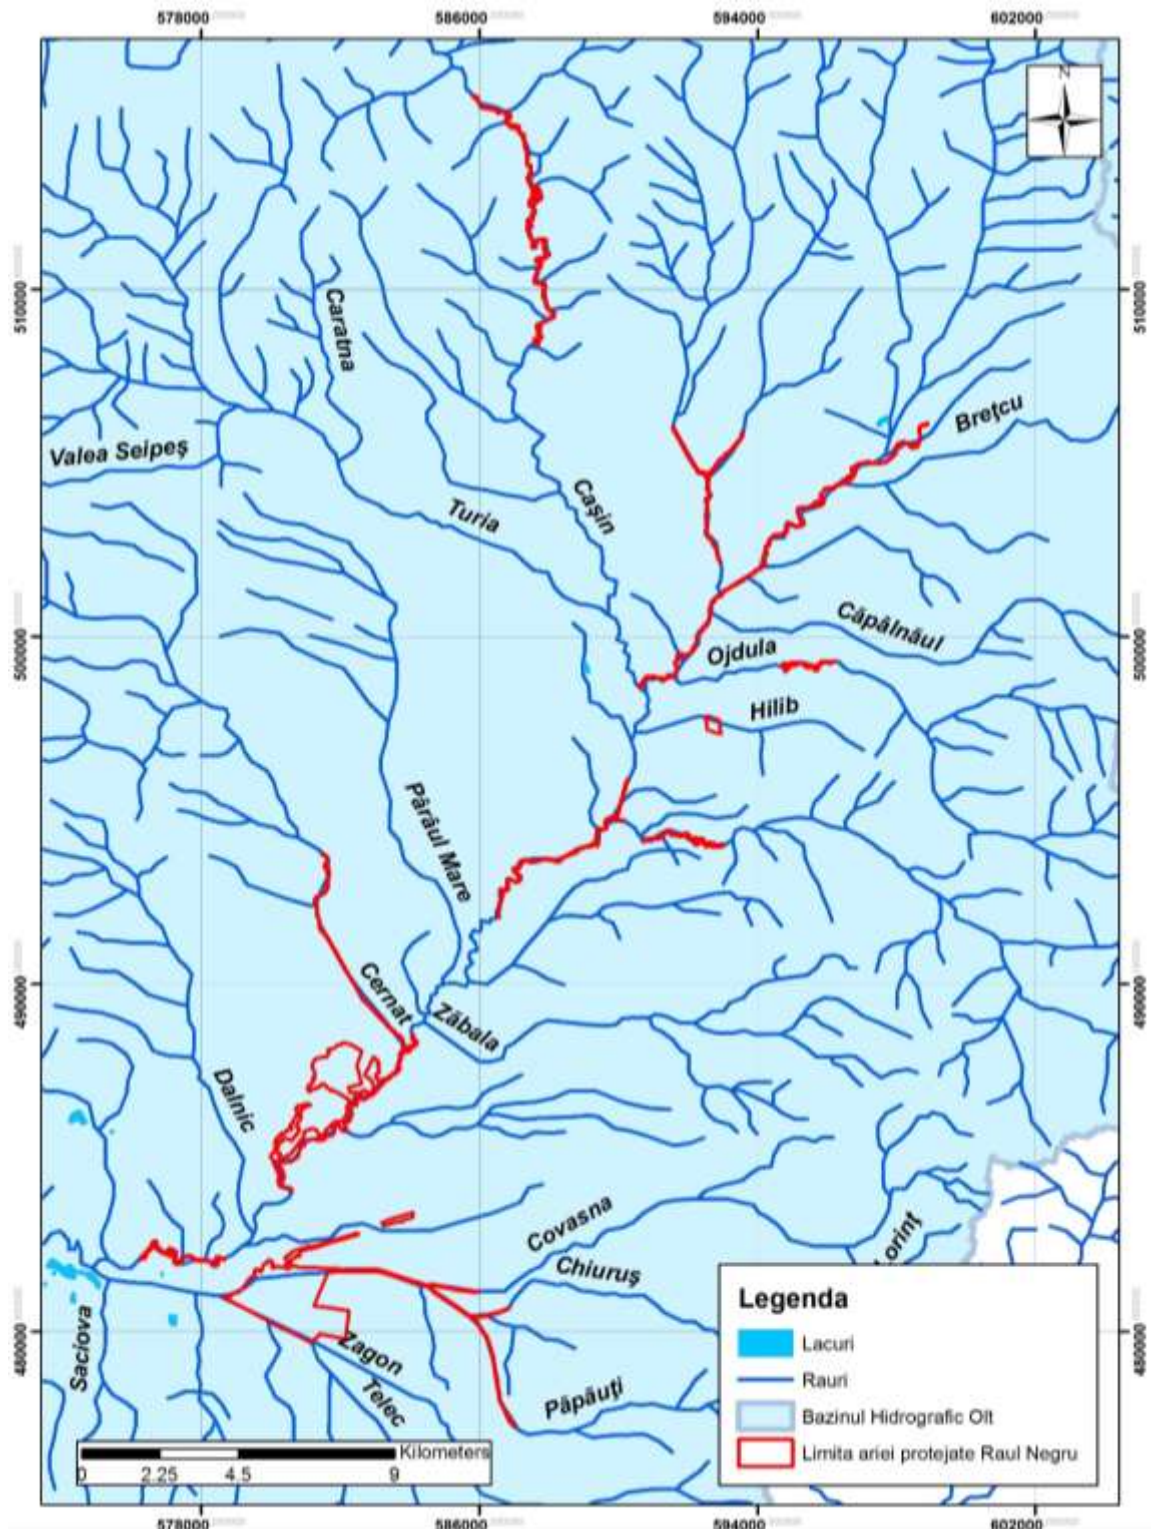 578000
586000
594000
602000
N
510000
510000
Caratna
Brețcu
Valea Seipeș
Turia
Cașin
Căpâlnăul
500000
500000
Ojdula
Hilib
Pârâul Mare
Cernat
Zăbala
490000
490000
Dalnic
Covasna
Lorinț
Chiuruș
Saciova
Zagon
Telec
Păpăuți
480000
480000
Legenda
Lacuri
Rauri
Bazinul Hidrografic Olt
Limita ariei protejate Raul Negru
Kilometers
0 2.25 4.5 9
578000
586000
594000
602000